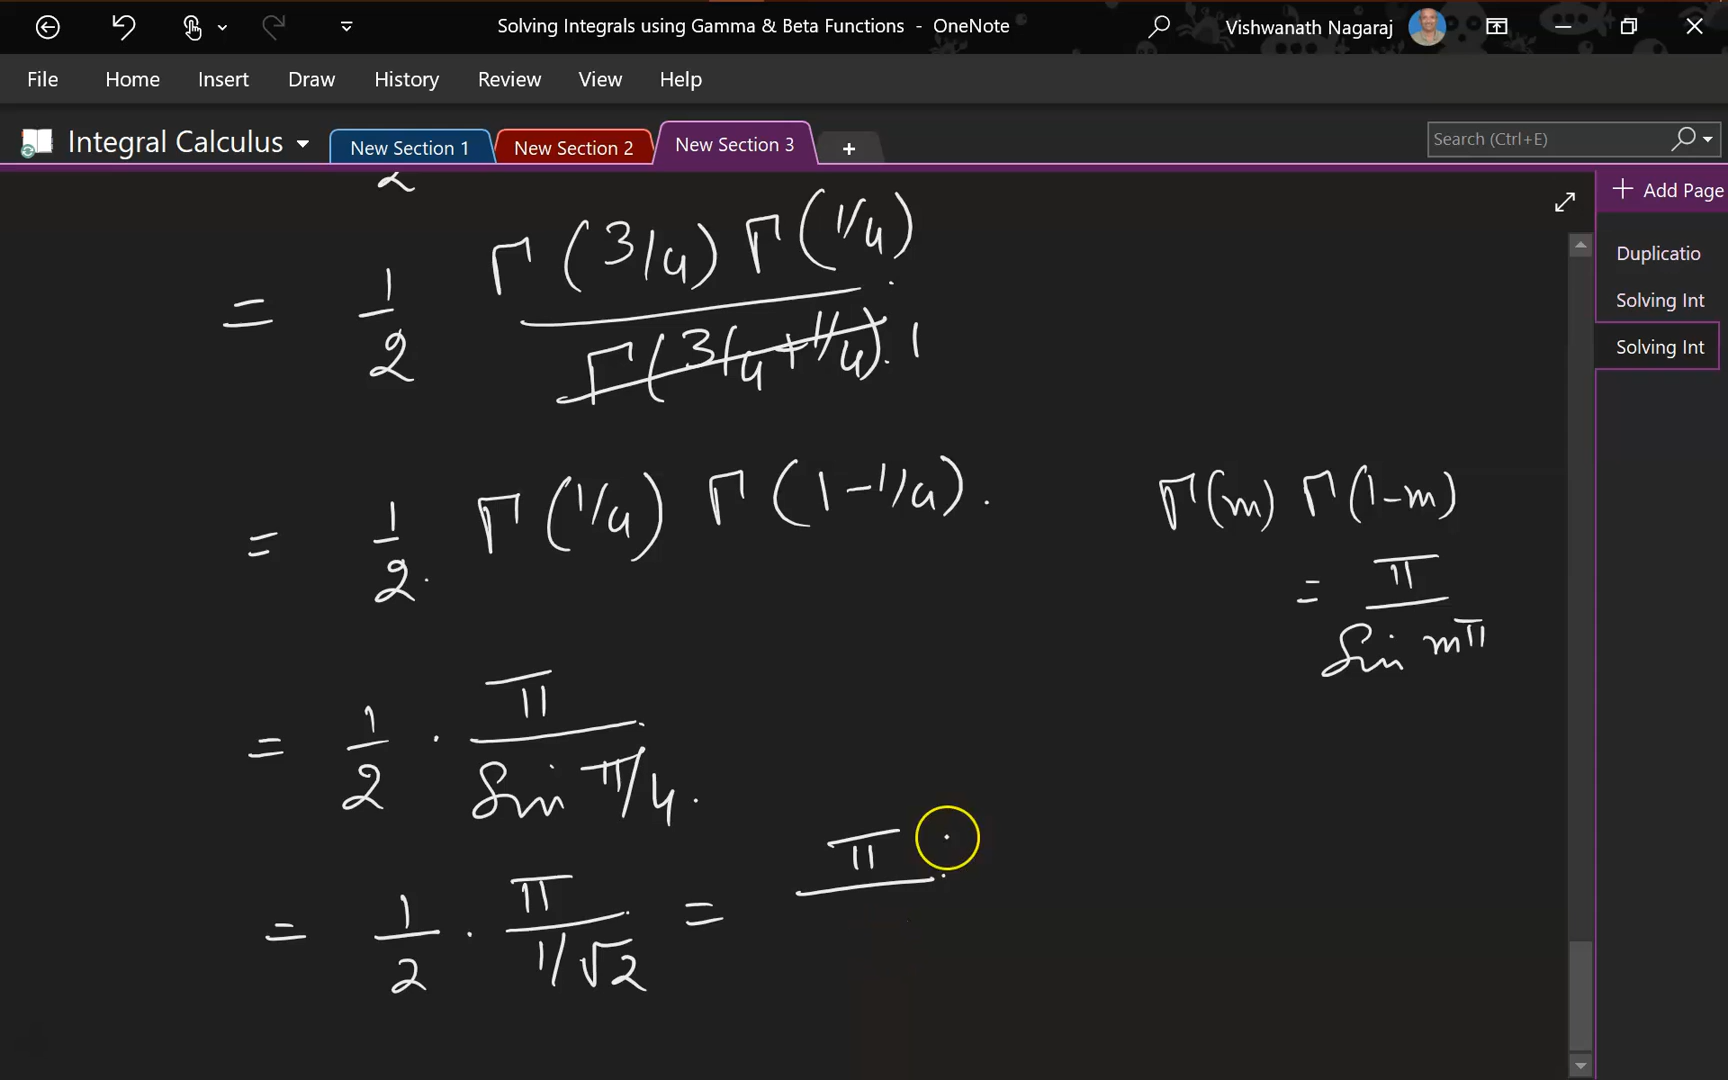 Solving Integrals using Gamma & Beta Functions - OneNote
Vishwanath Nagaraj
File Home Insert Draw History Review View Help
Integral Calculus
New Section 1
New Section 2
New Section 3
+
Search (Ctrl+E)
+ Add Page
Duplicatio
Solving Int
Solving Int
2
= 1/2 Γ(3/4) Γ(1/4) / Γ(3/4+1/4) . 1
= 1/2 . Γ(1/4) Γ(1-1/4) .
Γ(m) Γ(1-m)
= π / Sin mπ
= 1/2 · π / Sin π/4 .
= 1/2 · π / 1/√2 = π